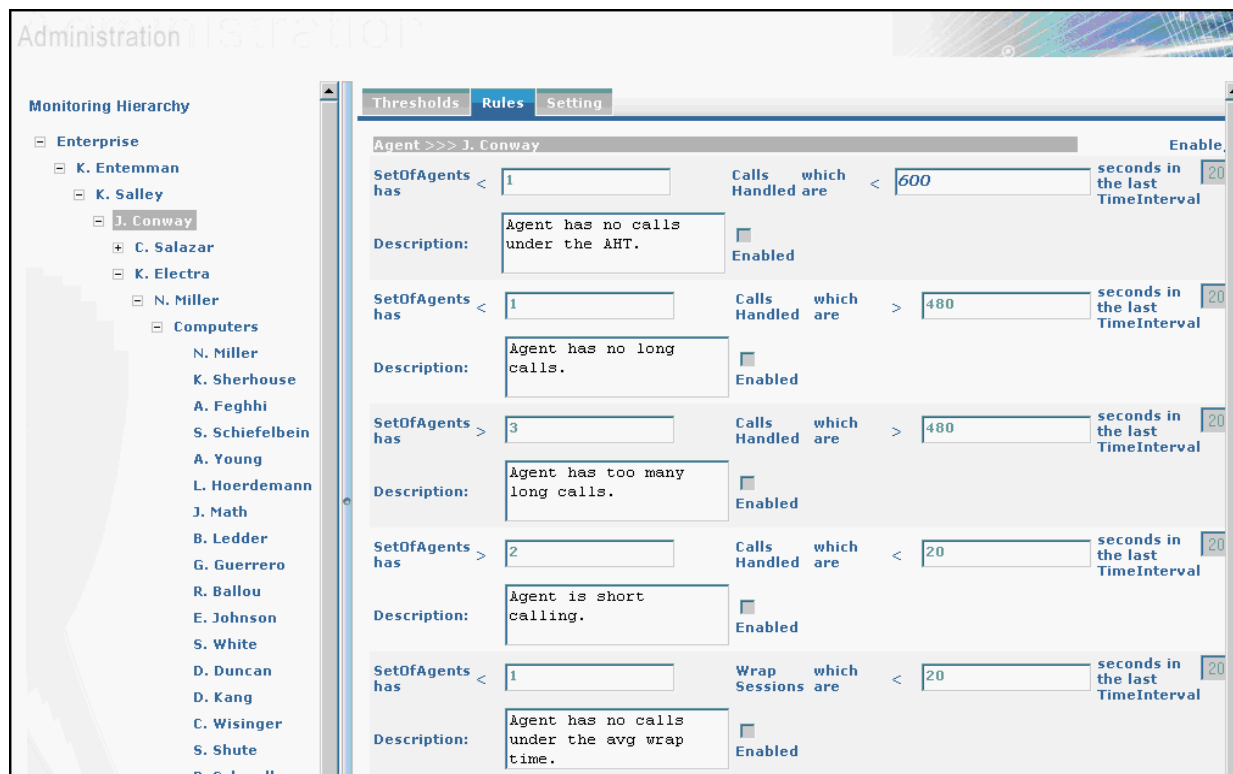 Administration
Monitoring Hierarchy
Enterprise
K. Entemman
K. Salley
J. Conway
C. Salazar
K. Electra
N. Miller
Computers
N. Miller
K. Sherhouse
A. Feghhi
S. Schiefelbein
A. Young
L. Hoerdemann
J. Math
B. Ledder
G. Guerrero
R. Ballou
E. Johnson
S. White
D. Duncan
D. Kang
C. Wisinger
S. Shute
Thresholds Rules Setting
Agent >>> J. Conway Enable
SetOfAgents has < 1 Calls Handled which are < 600 seconds in the last TimeInterval 20
Description: Agent has no calls
under the AHT.
Enabled
SetOfAgents has < 1 Calls Handled which are > 480 seconds in the last TimeInterval 20
Description: Agent has no long
calls.
Enabled
SetOfAgents has > 3 Calls Handled which are > 480 seconds in the last TimeInterval 20
Description: Agent has too many
long calls.
Enabled
SetOfAgents has > 2 Calls Handled which are < 20 seconds in the last TimeInterval 20
Description: Agent is short
calling.
Enabled
SetOfAgents has < 1 Wrap Sessions which are < 20 seconds in the last TimeInterval 20
Description: Agent has no calls
under the avg wrap
time.
Enabled